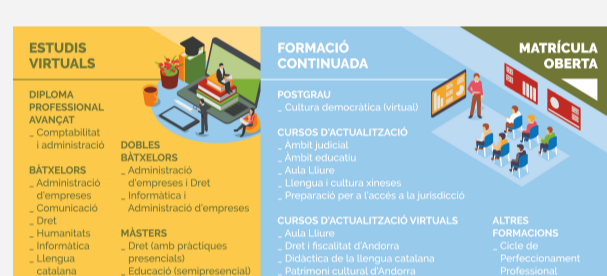 ESTUDIS
VIRTUALS
DIPLOMA
PROFESSIONAL
AVANÇAT
_ Comptabilitat
i administració
BÀTXELORS
_ Administració
d'empreses
_ Comunicació
_ Dret
_ Humanitats
_ Informàtica
_ Llengua
catalana
DOBLES
BÀTXELORS
_ Administració
d'empreses i Dret
_ Informàtica i
Administració d'empreses
MÀSTERS
_ Dret (amb pràctiques
presencials)
_ Educació (semipresencial)
FORMACIÓ
CONTINUADA
POSTGRAU
_ Cultura democràtica (virtual)
CURSOS D'ACTUALITZACIÓ
_ Àmbit judicial
_ Àmbit educatiu
_ Aula Lliure
_ Llengua i cultura xineses
_ Preparació per a l'accés a la jurisdicció
CURSOS D'ACTUALITZACIÓ VIRTUALS
_ Aula Lliure
_ Dret i fiscalitat d'Andorra
_ Didàctica de la llengua catalana
_ Patrimoni cultural d'Andorra
MATRÍCULA
OBERTA
ALTRES
FORMACIONS
_ Cicle de
Perfeccionament
Professional